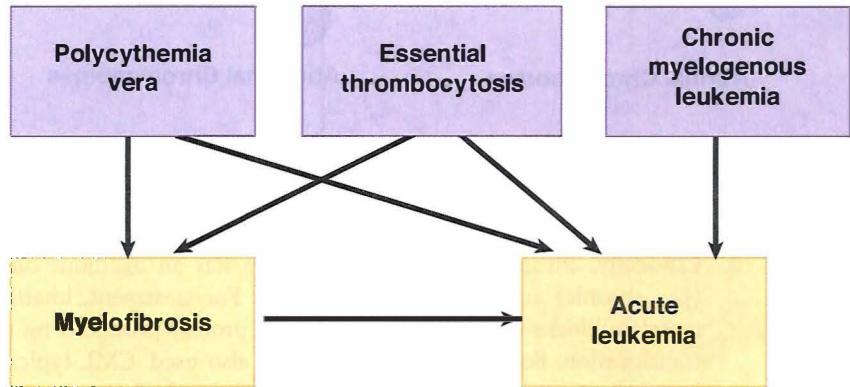 Polycythemia
vera
Essential
thrombocytosis
Chronic
myelogenous
leukemia
Myelofibrosis
Acute
leukemia